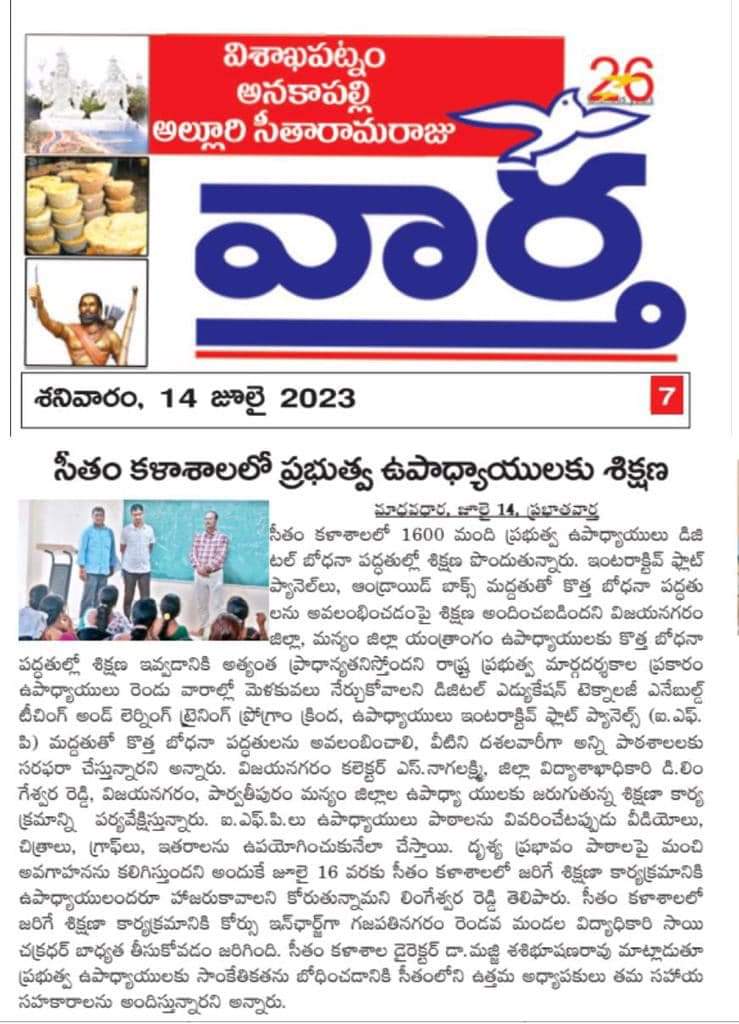 విశాఖపట్నం
అనకాపల్లి
అల్లూరి సీతారామరాజు
26
వార్త
శనివారం, 14 జూలై 2023
7
సీతం కళాశాలలో ప్రభుత్వ ఉపాధ్యాయులకు శిక్షణ
మాధవధార, జూలై 14, ప్రభాతవార్త
సీతం కళాశాలలో 1600 మంది ప్రభుత్వ ఉపాధ్యాయులు డిజి
టల్ బోధనా పద్ధతుల్లో శిక్షణ పొందుతున్నారు. ఇంటరాక్టివ్ ఫ్లాట్
ప్యానెల్‌లు, ఆండ్రాయిడ్ బాక్స్ మద్దతుతో కొత్త బోధనా పద్ధతు
లను అవలంభించడంపై శిక్షణ అందించబడిందని విజయనగరం
జిల్లా, మన్యం జిల్లా యంత్రాంగం ఉపాధ్యాయులకు కొత్త బోధనా
పద్ధతుల్లో శిక్షణ ఇవ్వడానికి అత్యంత ప్రాధాన్యతనిస్తోందని రాష్ట్ర ప్రభుత్వ మార్గదర్శకాల ప్రకారం
ఉపాధ్యాయులు రెండు వారాల్లో మెళకువలు నేర్చుకోవాలని డిజిటల్ ఎడ్యుకేషన్ టెక్నాలజీ ఎనేబుల్డ్
టీచింగ్ అండ్ లెర్నింగ్ ట్రైనింగ్ ప్రోగ్రాం క్రింద, ఉపాధ్యాయులు ఇంటరాక్టివ్ ఫ్లాట్ ప్యానెల్స్ (ఐ.ఎఫ్.
పి) మద్దతుతో కొత్త బోధనా పద్ధతులను అవలంబించాలి, వీటిని దశలవారీగా అన్ని పాఠశాలలకు
సరఫరా చేస్తున్నారని అన్నారు. విజయనగరం కలెక్టర్ ఎస్.నాగలక్ష్మి, జిల్లా విద్యాశాఖాధికారి డి.లిం
గేశ్వర రెడ్డి, విజయనగరం, పార్వతీపురం మన్యం జిల్లాల ఉపాధ్యా యులకు జరుగుతున్న శిక్షణా కార్య
క్రమాన్ని పర్యవేక్షిస్తున్నారు. ఐ.ఎఫ్.పి.లు ఉపాధ్యాయులు పాఠాలను వివరించేటప్పుడు వీడియోలు,
చిత్రాలు, గ్రాఫ్‌లు, ఇతరాలను ఉపయోగించుకునేలా చేస్తాయి. దృశ్య ప్రభావం పాఠాలపై మంచి
అవగాహనను కలిగిస్తుందని అందుకే జూలై 16 వరకు సీతం కళాశాలలో జరిగే శిక్షణా కార్యక్రమానికి
ఉపాధ్యాయులందరూ హాజరుకావాలని కోరుతున్నామని లింగేశ్వర రెడ్డి తెలిపారు. సీతం కళాశాలలో
జరిగే శిక్షణా కార్యక్రమానికి కోర్సు ఇన్‌ఛార్జ్‌గా గజపతినగరం రెండవ మండల విద్యాధికారి సాయి
చక్రధర్ బాధ్యత తీసుకోవడం జరిగింది. సీతం కళాశాల డైరెక్టర్ డా.మజ్జి శశిభూషణరావు మాట్లాడుతూ
ప్రభుత్వ ఉపాధ్యాయులకు సాంకేతికతను బోధించడానికి సీతంలోని ఉత్తమ అధ్యాపకులు తమ సహాయ
సహకారాలను అందిస్తున్నారని అన్నారు.